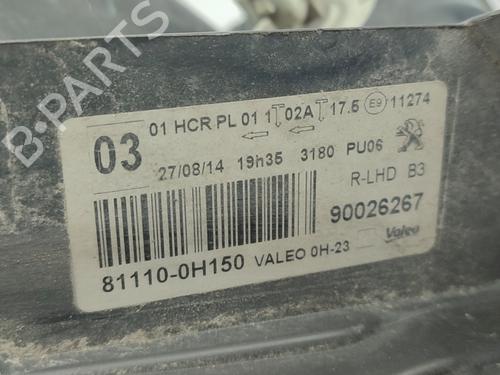 03
01 HCR PL 01 1T 02A T 17.5 E9 11274
27/08/14 19h35 3180 PU06
R-LHD B3
90026267
81110-0H150 VALEO 0H-23
Valeo
B-PARTS